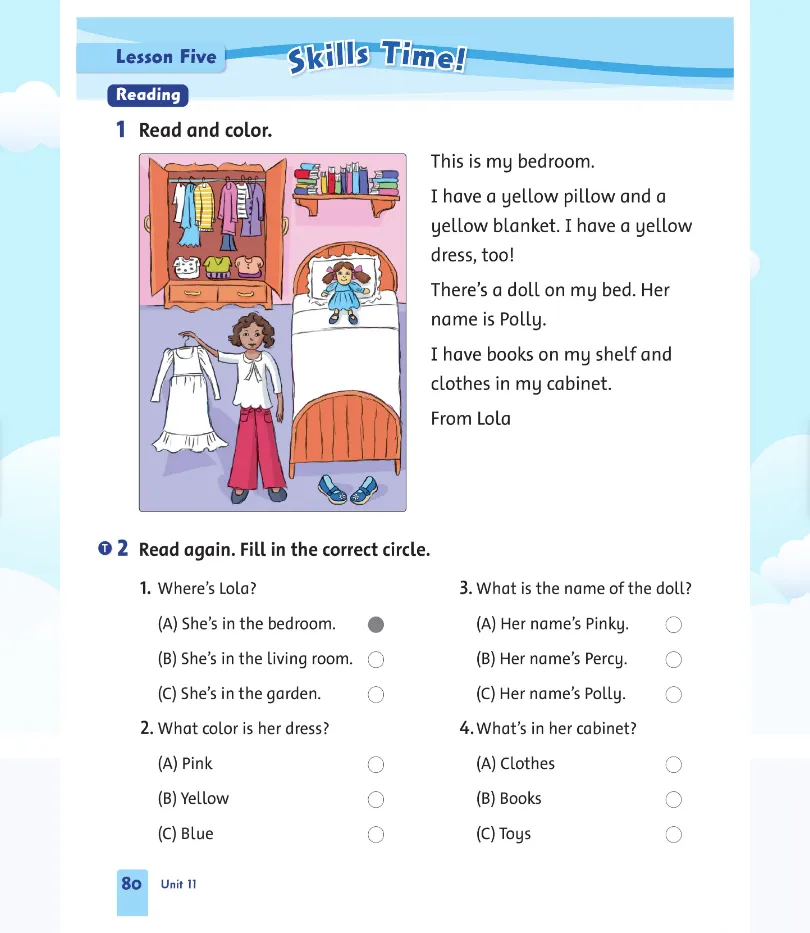 Lesson Five
Skills Time!
Reading
1 Read and color.
This is my bedroom.
I have a yellow pillow and a
yellow blanket. I have a yellow
dress, too!
There's a doll on my bed. Her
name is Polly.
I have books on my shelf and
clothes in my cabinet.
From Lola
T 2 Read again. Fill in the correct circle.
1. Where's Lola?
(A) She's in the bedroom.
(B) She's in the living room.
(C) She's in the garden.
2. What color is her dress?
(A) Pink
(B) Yellow
(C) Blue
3. What is the name of the doll?
(A) Her name's Pinky.
(B) Her name's Percy.
(C) Her name's Polly.
4. What's in her cabinet?
(A) Clothes
(B) Books
(C) Toys
80 Unit 11